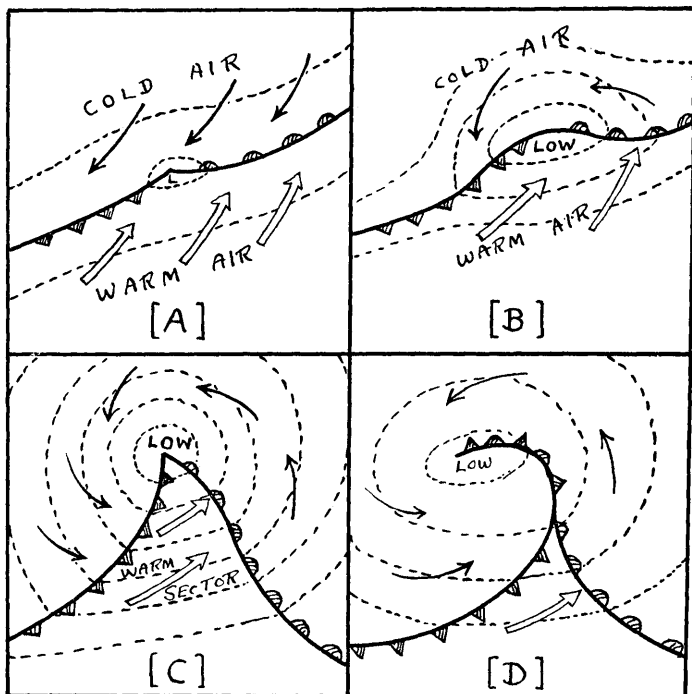 COLD AIR
L
WARM AIR
[A]
COLD AIR
LOW
WARM AIR
[B]
LOW
WARM
SECTOR
[C]
LOW
[D]